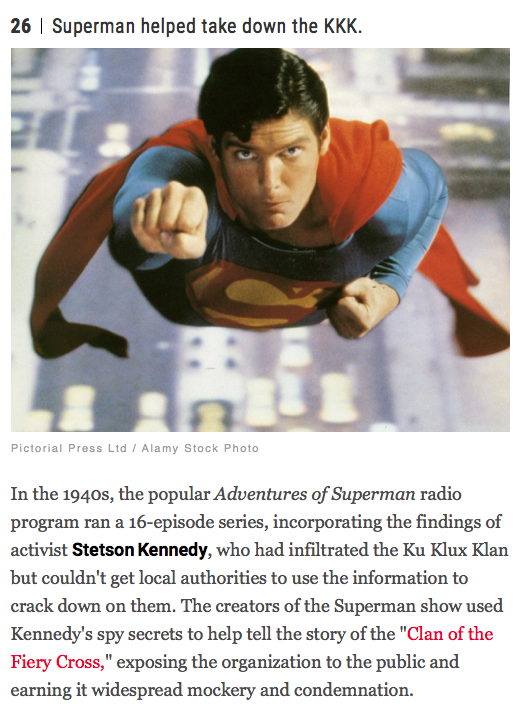 26 | Superman helped take down the KKK.
Pictorial Press Ltd / Alamy Stock Photo
In the 1940s, the popular Adventures of Superman radio
program ran a 16-episode series, incorporating the findings of
activist Stetson Kennedy, who had infiltrated the Ku Klux Klan
but couldn't get local authorities to use the information to
crack down on them. The creators of the Superman show used
Kennedy's spy secrets to help tell the story of the "Clan of the
Fiery Cross," exposing the organization to the public and
earning it widespread mockery and condemnation.